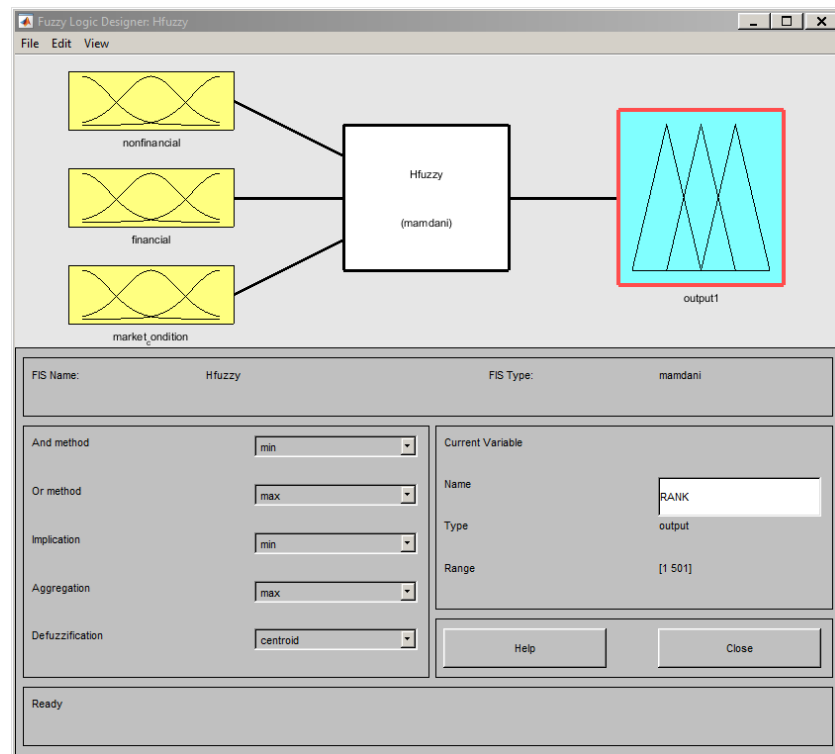 Fuzzy Logic Designer: Hfuzzy
File Edit View
nonfinancial
financial
market_condition
Hfuzzy
(mamdani)
output1
FIS Name: Hfuzzy FIS Type: mamdani
And method min
Or method max
Implication min
Aggregation max
Defuzzification centroid
Current Variable
Name RANK
Type output
Range [1 501]
Help Close
Ready